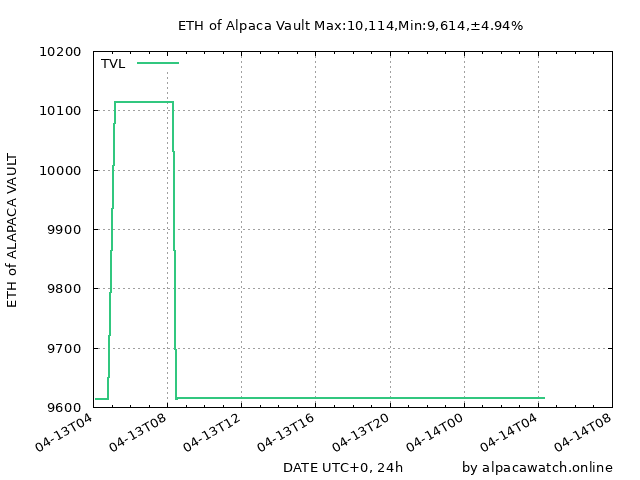 ETH of Alpaca Vault Max:10,114,Min:9,614,±4.94%
TVL
10200
10100
10000
9900
9800
9700
9600
ETH of ALAPACA VAULT
04-13T04
04-13T08
04-13T12
04-13T16
04-13T20
04-14T00
04-14T04
04-14T08
DATE UTC+0, 24h
by alpacawatch.online